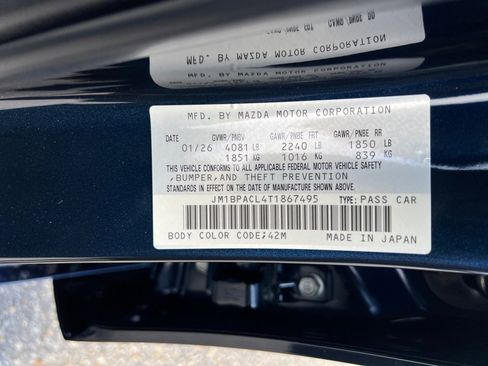 MFD. BY MAZDA MOTOR CORPORATION
MFD. BY MAZDA MOTOR CORPORATION
DATE GVWR/PNBV GAWR/PNBE FRT GAWR/PNBE RR
01/26 4081 LB 2240 LB 1850 LB
1851 KG 1016 KG 839 KG
THIS VEHICLE CONFORMS TO ALL APPLICABLE FEDERAL MOTOR VEHICLE SAFETY
,BUMPER,AND THEFT PREVENTION
STANDARDS IN EFFECT ON THE DATE OF MANUFACTURE SHOWN ABOVE.
JM1BPACL4T1867495 TYPE:PASS CAR
BODY COLOR CODE;42M MADE IN JAPAN